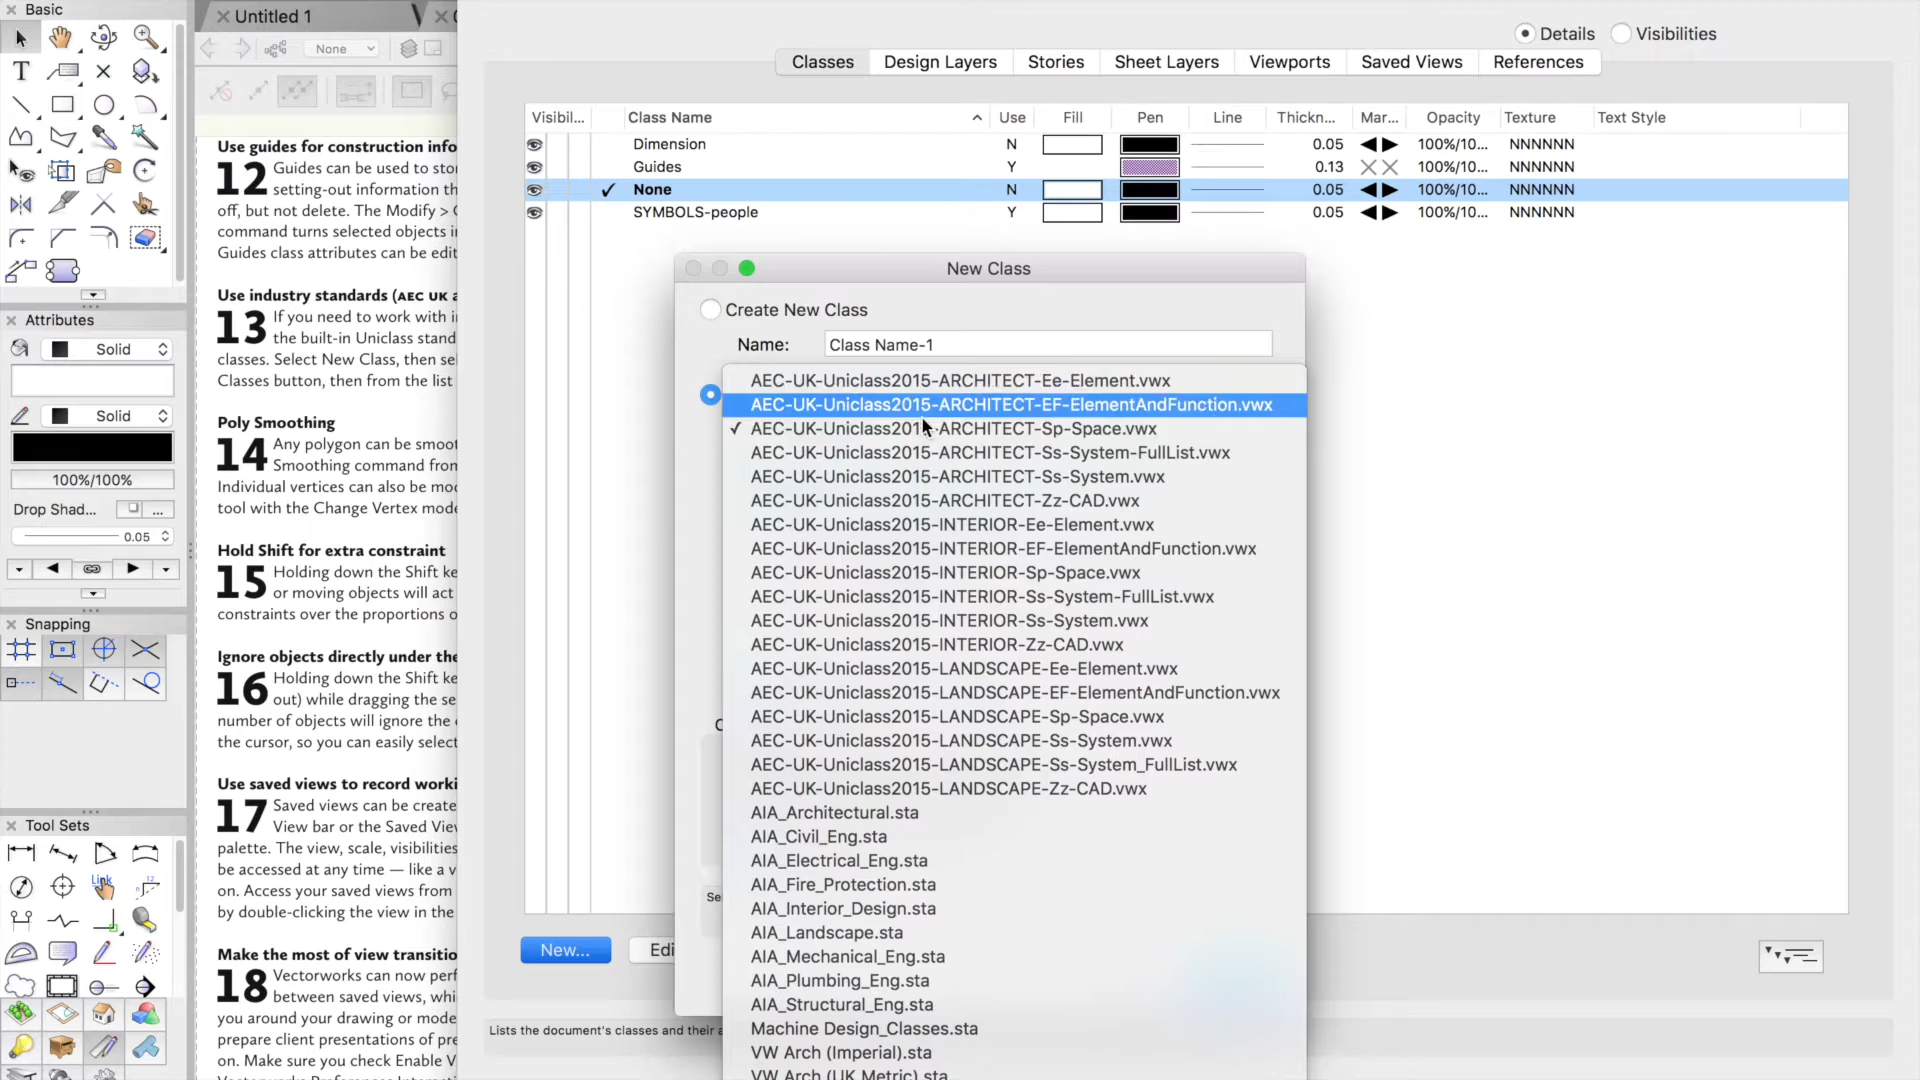 Basic
Untitled 1
None
Details
Visibilities
Classes
Design Layers
Stories
Sheet Layers
Viewports
Saved Views
References
Visibil...
Class Name
Use
Fill
Pen
Line
Thickn...
Mar...
Opacity
Texture
Text Style
Dimension N 0.05 100%/10... NNNNNN
Guides Y 0.13 100%/10... NNNNNN
None N 0.05 100%/10... NNNNNN
SYMBOLS-people Y 0.05 100%/10... NNNNNN
Use guides for construction info
12 Guides can be used to sto
setting-out information th
off, but not delete. The Modify >
command turns selected objects i
Guides class attributes can be edit
Use industry standards (AEC UK a
13 If you need to work with i
the built-in Uniclass stand
classes. Select New Class, then se
Classes button, then from the list
Poly Smoothing
14 Any polygon can be smoo
Smoothing command from
Individual vertices can also be mo
tool with the Change Vertex mode
Hold Shift for extra constraint
15 Holding down the Shift ke
or moving objects will act
constraints over the proportions o
Ignore objects directly under the
16 Holding down the Shift ke
out) while dragging the se
number of objects will ignore the
the cursor, so you can easily select
Use saved views to record worki
17 Saved views can be create
View bar or the Saved View
palette. The view, scale, visibilities
be accessed at any time — like a v
on. Access your saved views from
by double-clicking the view in the
Make the most of view transitio
18 Vectorworks can now perf
between saved views, whi
you around your drawing or mode
prepare client presentations of pre
on. Make sure you check Enable V
Attributes
Solid
Solid
100%/100%
Drop Shad...
...
0.05
Snapping
Tool Sets
Link
12
New Class
Create New Class
Name:
Class Name-1
AEC-UK-Uniclass2015-ARCHITECT-Ee-Element.vwx
AEC-UK-Uniclass2015-ARCHITECT-EF-ElementAndFunction.vwx
AEC-UK-Uniclass2015-ARCHITECT-Sp-Space.vwx
AEC-UK-Uniclass2015-ARCHITECT-Ss-System-FullList.vwx
AEC-UK-Uniclass2015-ARCHITECT-Ss-System.vwx
AEC-UK-Uniclass2015-ARCHITECT-Zz-CAD.vwx
AEC-UK-Uniclass2015-INTERIOR-Ee-Element.vwx
AEC-UK-Uniclass2015-INTERIOR-EF-ElementAndFunction.vwx
AEC-UK-Uniclass2015-INTERIOR-Sp-Space.vwx
AEC-UK-Uniclass2015-INTERIOR-Ss-System-FullList.vwx
AEC-UK-Uniclass2015-INTERIOR-Ss-System.vwx
AEC-UK-Uniclass2015-INTERIOR-Zz-CAD.vwx
AEC-UK-Uniclass2015-LANDSCAPE-Ee-Element.vwx
AEC-UK-Uniclass2015-LANDSCAPE-EF-ElementAndFunction.vwx
AEC-UK-Uniclass2015-LANDSCAPE-Sp-Space.vwx
AEC-UK-Uniclass2015-LANDSCAPE-Ss-System.vwx
AEC-UK-Uniclass2015-LANDSCAPE-Ss-System_FullList.vwx
AEC-UK-Uniclass2015-LANDSCAPE-Zz-CAD.vwx
AIA_Architectural.sta
AIA_Civil_Eng.sta
AIA_Electrical_Eng.sta
AIA_Fire_Protection.sta
AIA_Interior_Design.sta
AIA_Landscape.sta
AIA_Mechanical_Eng.sta
AIA_Plumbing_Eng.sta
AIA_Structural_Eng.sta
Machine Design_Classes.sta
VW Arch (Imperial).sta
VW Arch (UK Metric).sta
Se
New...
Edi
Lists the document's classes and their a